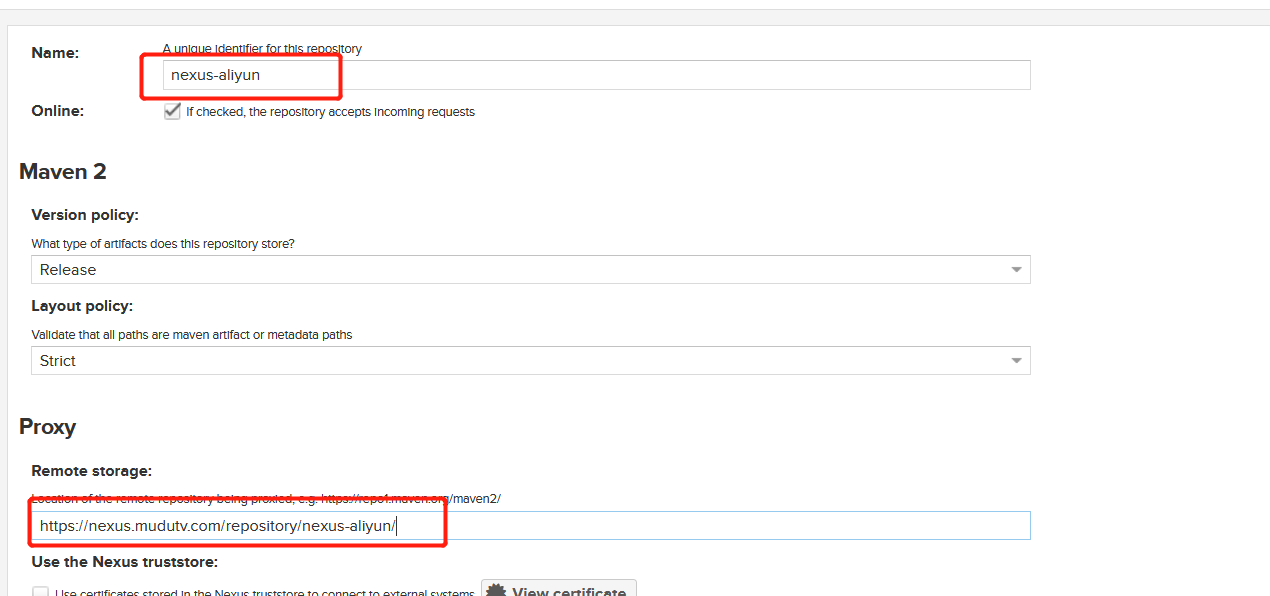 Name:
A unique identifier for this repository
nexus-aliyun
Online:
If checked, the repository accepts incoming requests
Maven 2
Version policy:
What type of artifacts does this repository store?
Release
Layout policy:
Validate that all paths are maven artifact or metadata paths
Strict
Proxy
Remote storage:
Location of the remote repository being proxied, e.g. https://repo1.maven.org/maven2/
https://nexus.mudutv.com/repository/nexus-aliyun/
Use the Nexus truststore:
Use certificates stored in the Nexus truststore to connect to external systems
View certificate